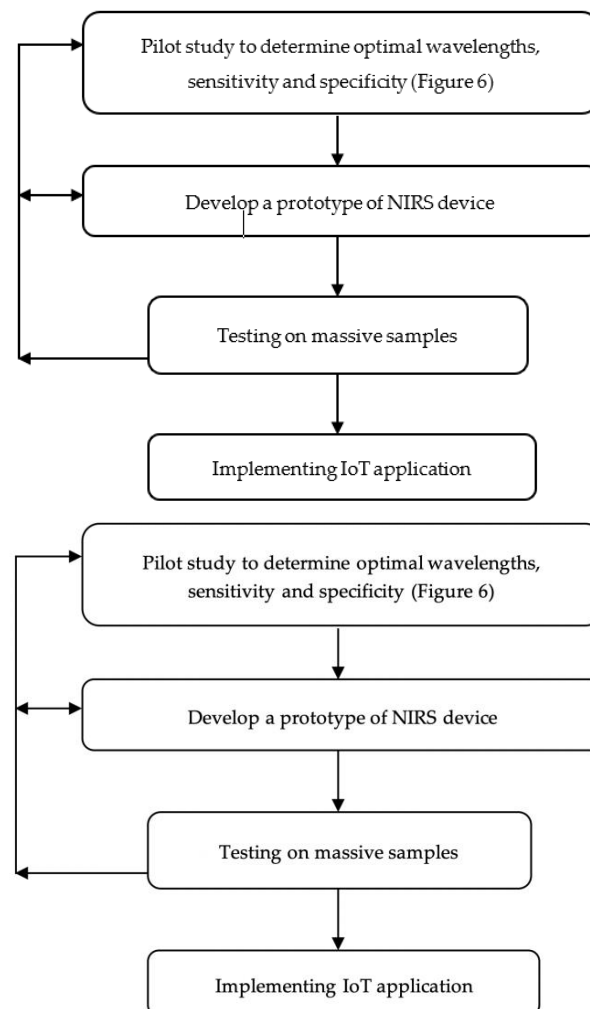 Pilot study to determine optimal wavelengths,
sensitivity and specificity (Figure 6)
Develop a prototype of NIRS device
Testing on massive samples
Implementing IoT application
Pilot study to determine optimal wavelengths,
sensitivity and specificity (Figure 6)
Develop a prototype of NIRS device
Testing on massive samples
Implementing IoT application